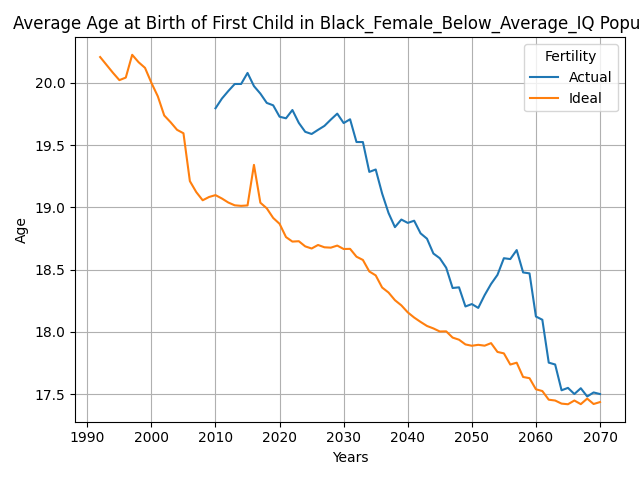 Average Age at Birth of First Child in Black_Female_Below_Average_IQ Popu
Fertility
Actual
Ideal
20.0
19.5
19.0
18.5
18.0
17.5
Age
1990 2000 2010 2020 2030 2040 2050 2060 2070
Years